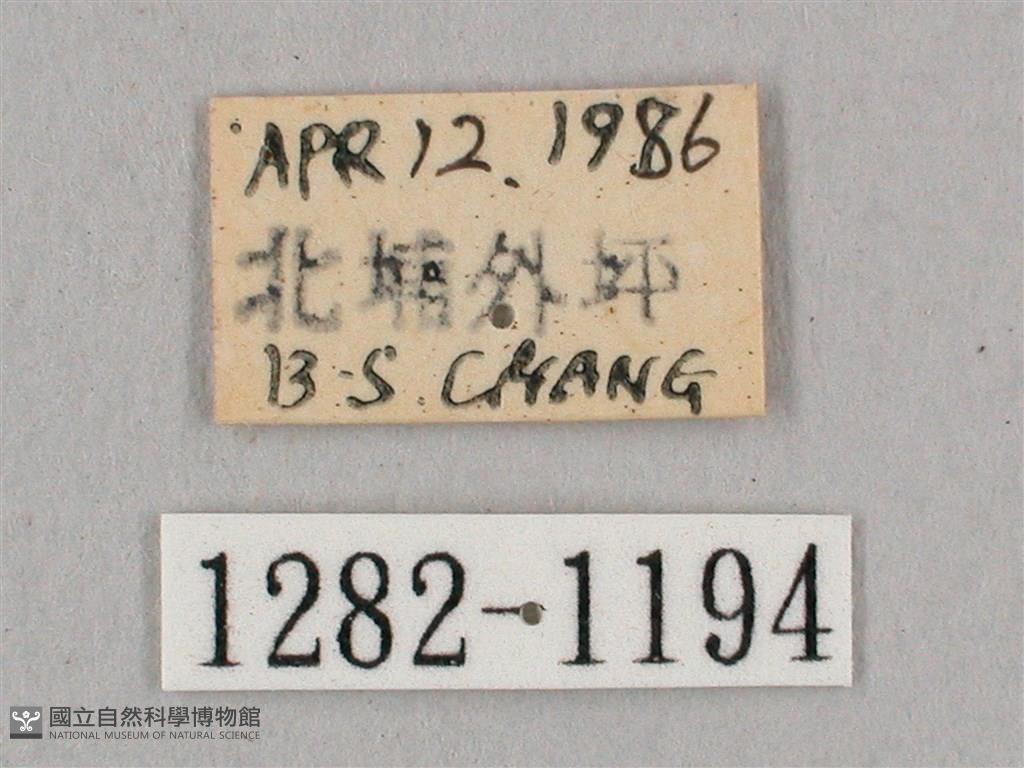 APR 12. 1986
北埔外坪
B-S. CHANG
1282-1194
國立自然科學博物館
NATIONAL MUSEUM OF NATURAL SCIENCE